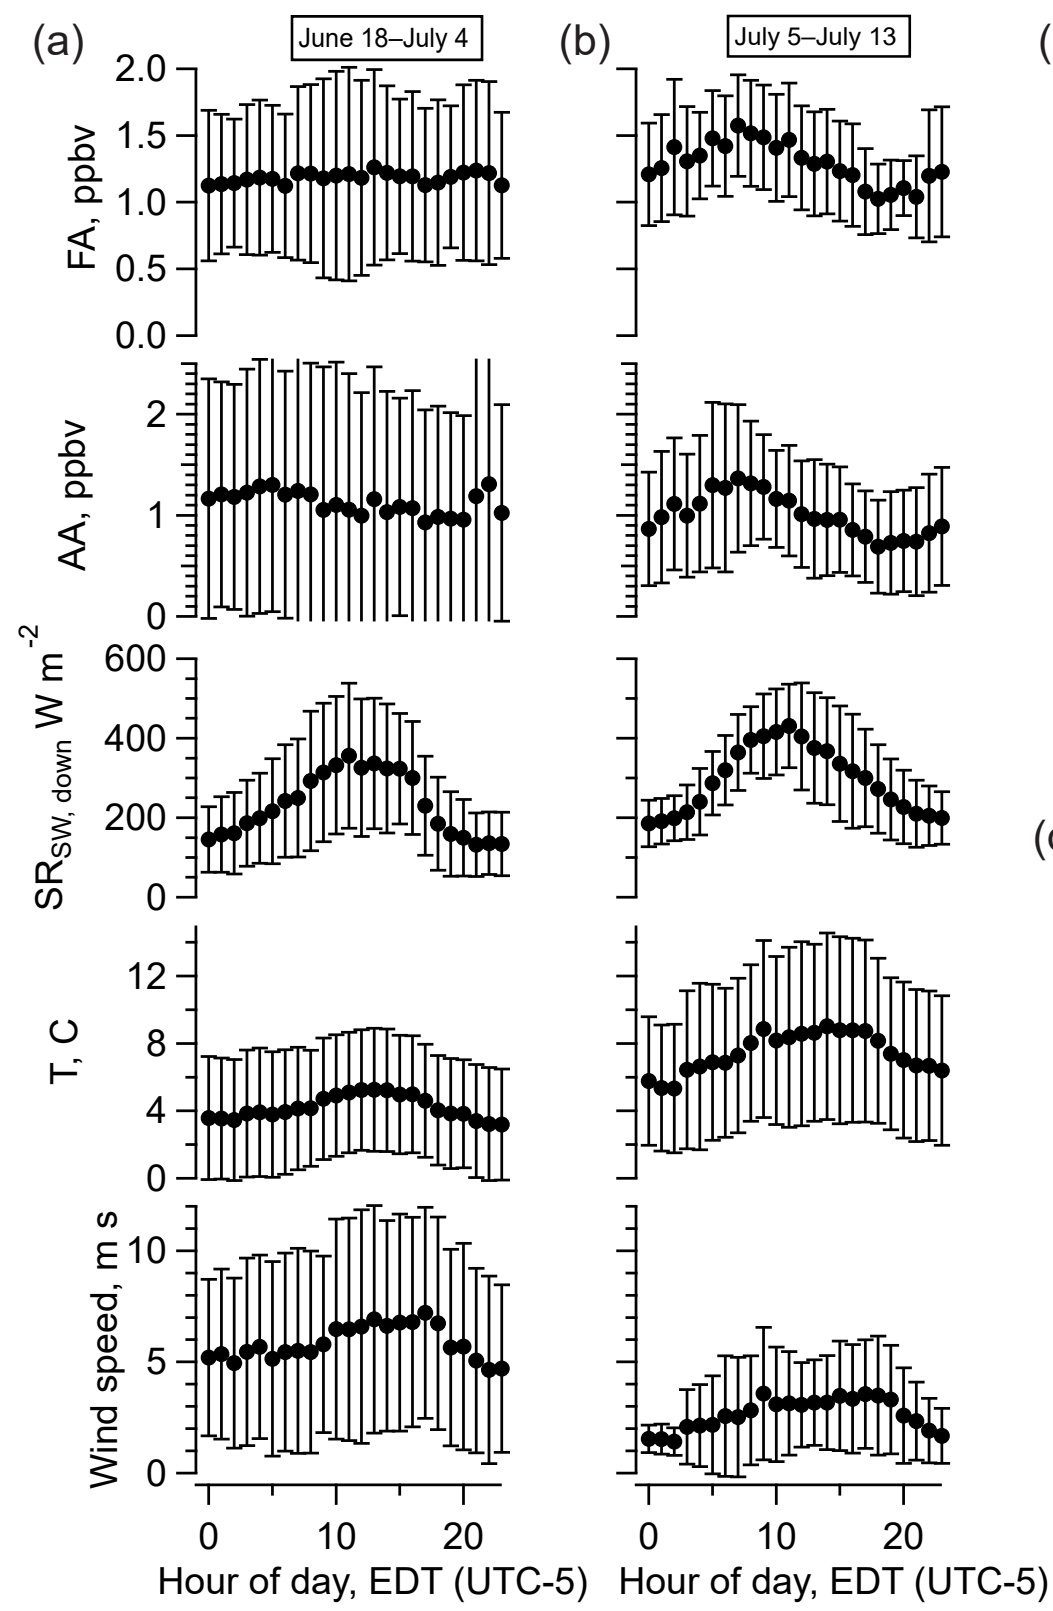 (a) June 18–July 4 (b) July 5–July 13 (
FA, ppbv
2.0
1.5
1.0
0.5
0.0
AA, ppbv
2
1
0
SRSW, down W m-2
600
400
200
0
(
T, C
12
8
4
0
Wind speed, m s
10
5
0
0 10 20 0 10 20
Hour of day, EDT (UTC-5) Hour of day, EDT (UTC-5)